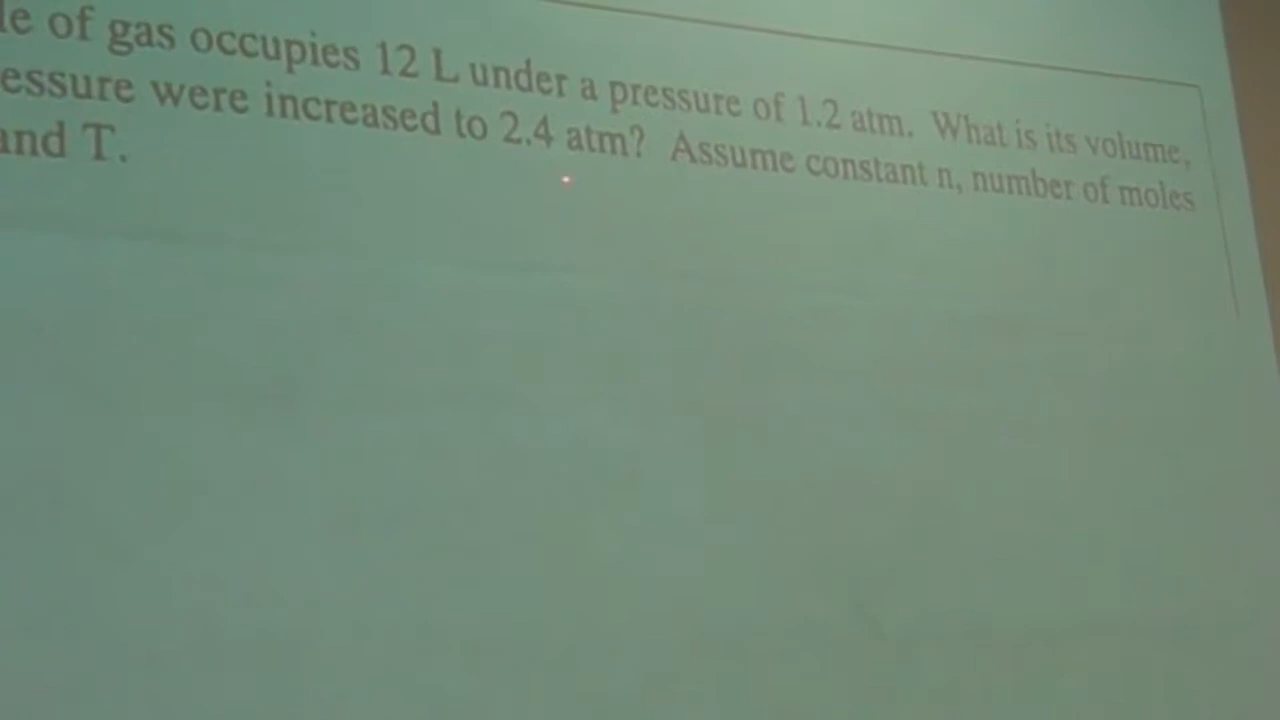 le of gas occupies 12 L under a pressure of 1.2 atm. What is its volume,
essure were increased to 2.4 atm? Assume constant n, number of moles
and T.